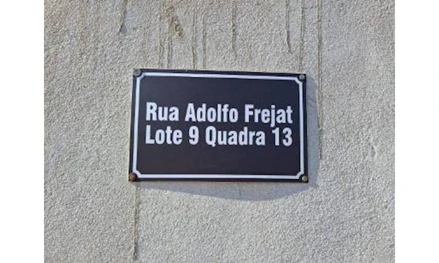 Rua Adolfo Frejat
Lote 9 Quadra 13